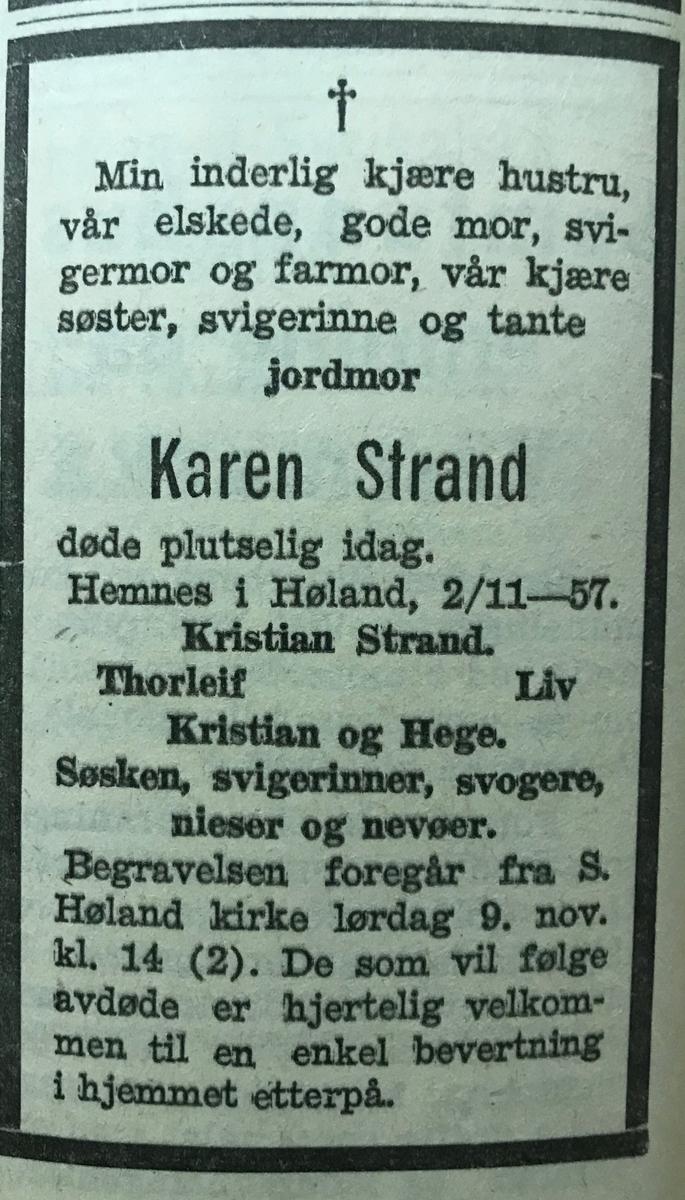 †
Min inderlig kjære hustru,
vår elskede, gode mor, svi-
germor og farmor, vår kjære
søster, svigerinne og tante
jordmor
Karen Strand
døde plutselig idag.
Hemnes i Høland, 2/11—57.
Kristian Strand.
Thorleif Liv
Kristian og Hege.
Søsken, svigerinner, svogere,
nieser og nevøer.
Begravelsen foregår fra S.
Høland kirke lørdag 9. nov.
kl. 14 (2). De som vil følge
avdøde er hjertelig velkom-
men til en enkel bevertning
i hjemmet etterpå.